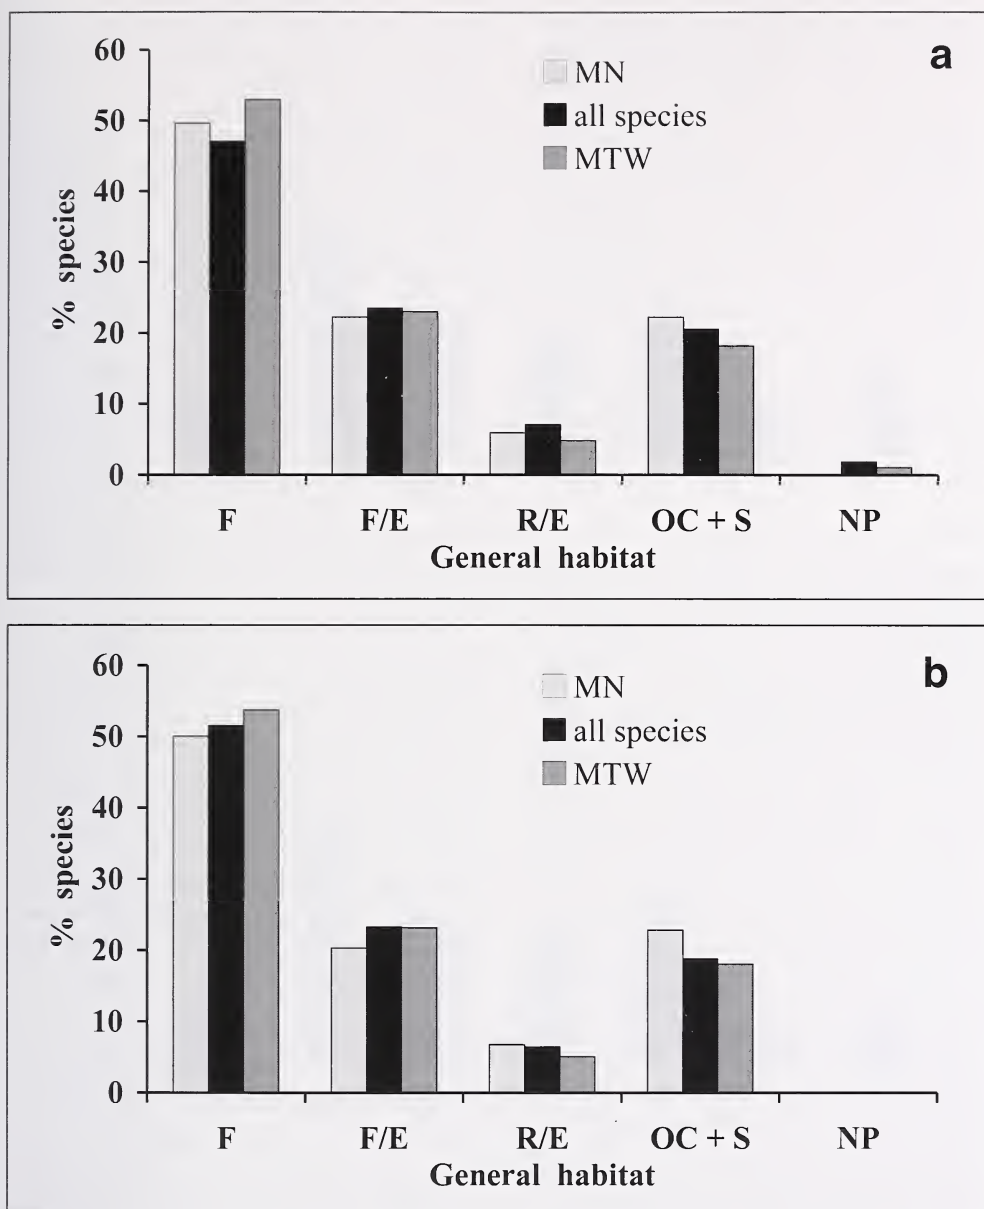 a
60
50
40
30
20
10
0
% species
MN
all species
MTW
F F/E R/E OC + S NP
General habitat
b
60
50
40
30
20
10
0
% species
MN
all species
MTW
F F/E R/E OC + S NP
General habitat